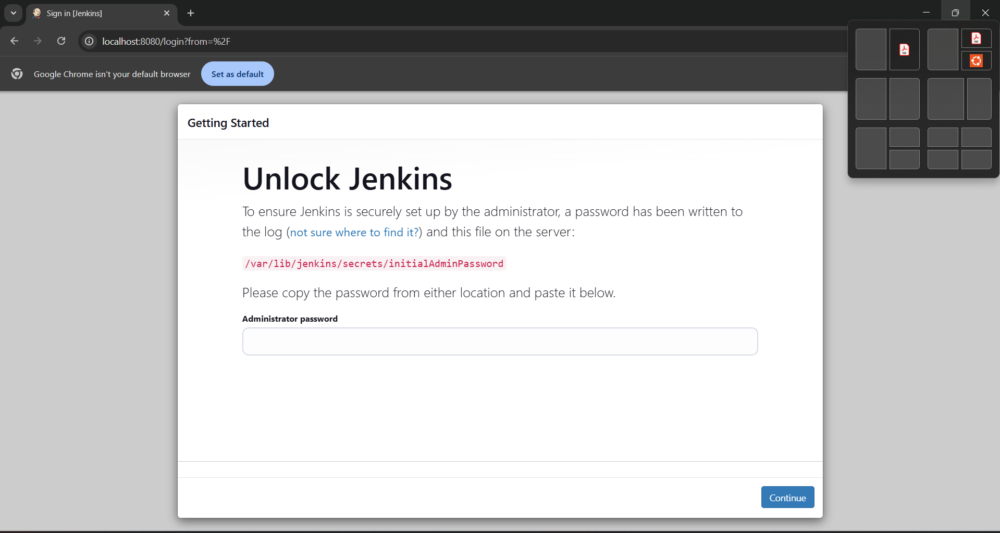 Sign in [Jenkins]
localhost:8080/login?from=%2F
Google Chrome isn't your default browser
Set as default
Getting Started
Unlock Jenkins
To ensure Jenkins is securely set up by the administrator, a password has been written to
the log (not sure where to find it?) and this file on the server:
/var/lib/jenkins/secrets/initialAdminPassword
Please copy the password from either location and paste it below.
Administrator password
Continue